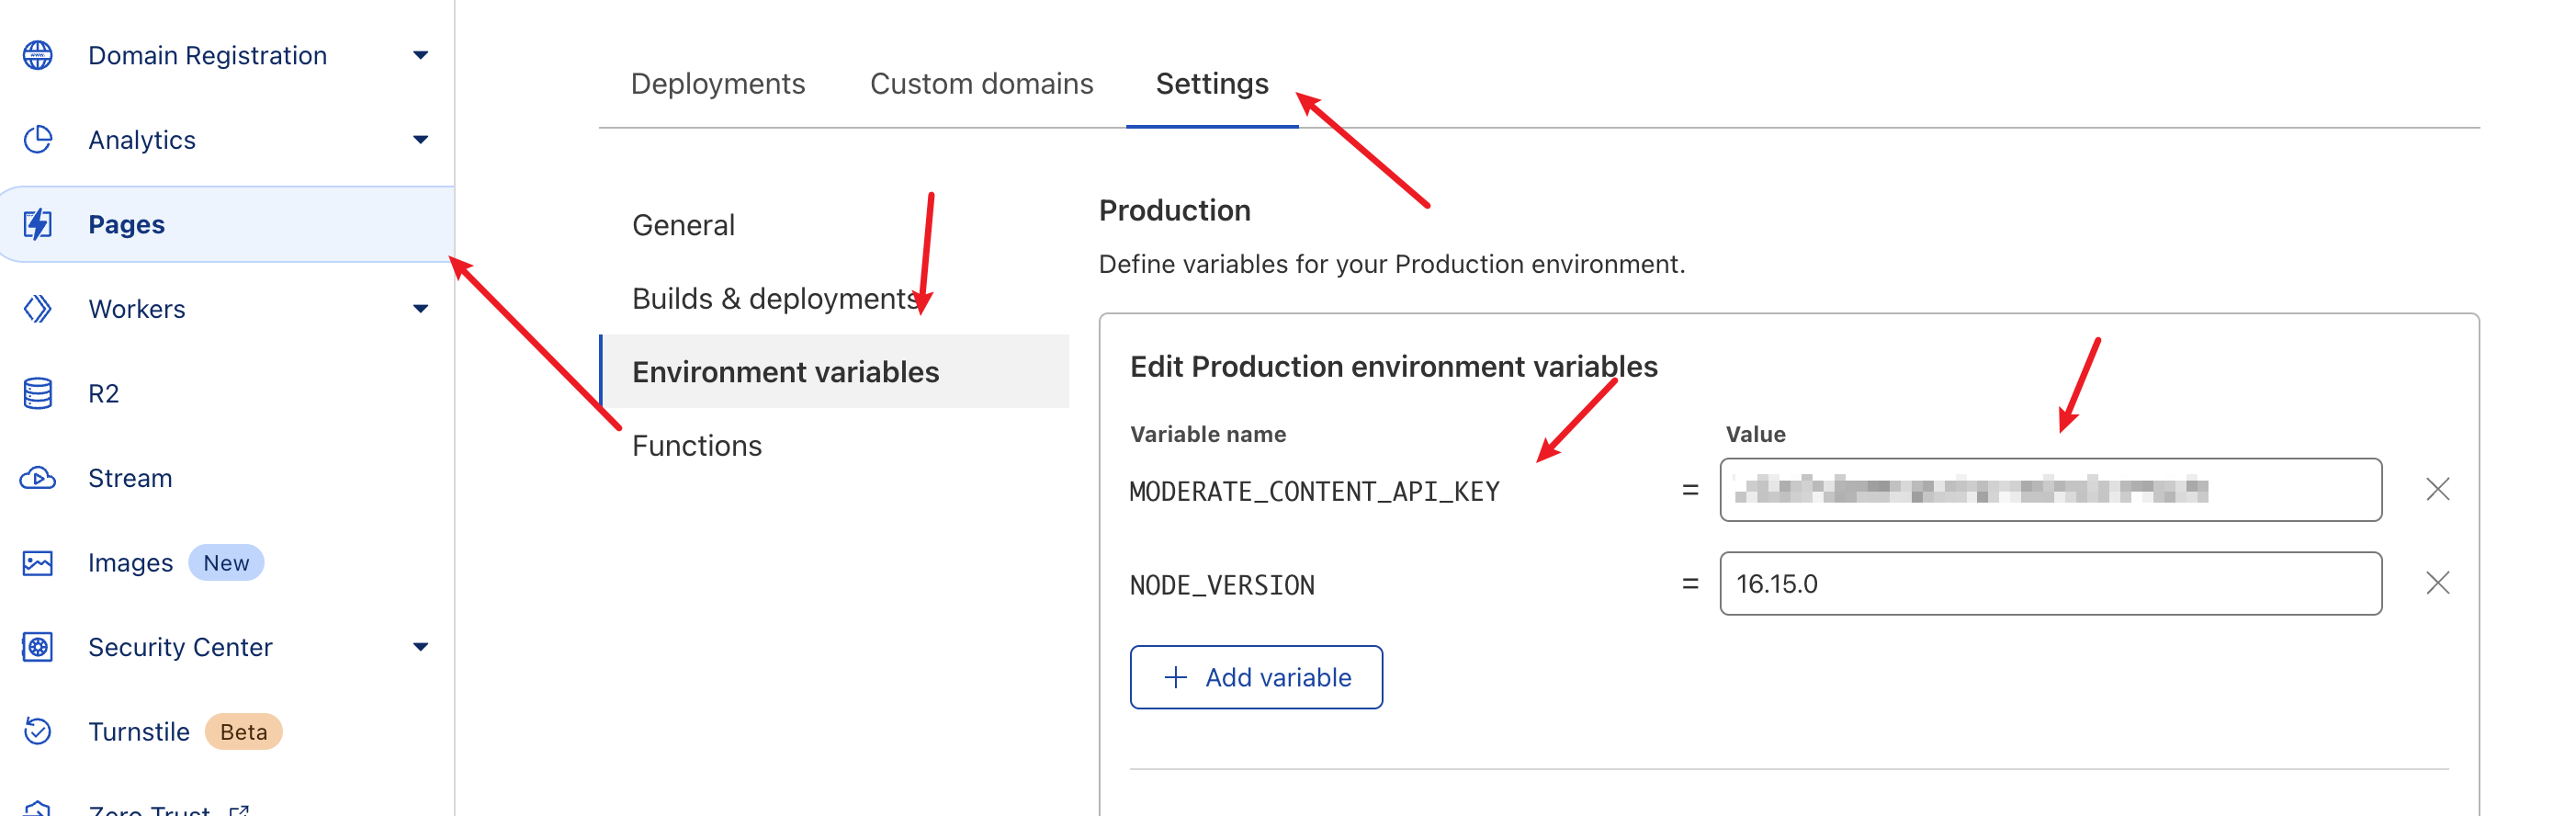 Domain Registration
Analytics
Pages
Workers
R2
Stream
Images New
Security Center
Turnstile Beta
Zero Trust
Deployments Custom domains Settings
General
Builds & deployments
Environment variables
Functions
Production
Define variables for your Production environment.
Edit Production environment variables
Variable name Value
MODERATE_CONTENT_API_KEY =
NODE_VERSION = 16.15.0
+ Add variable